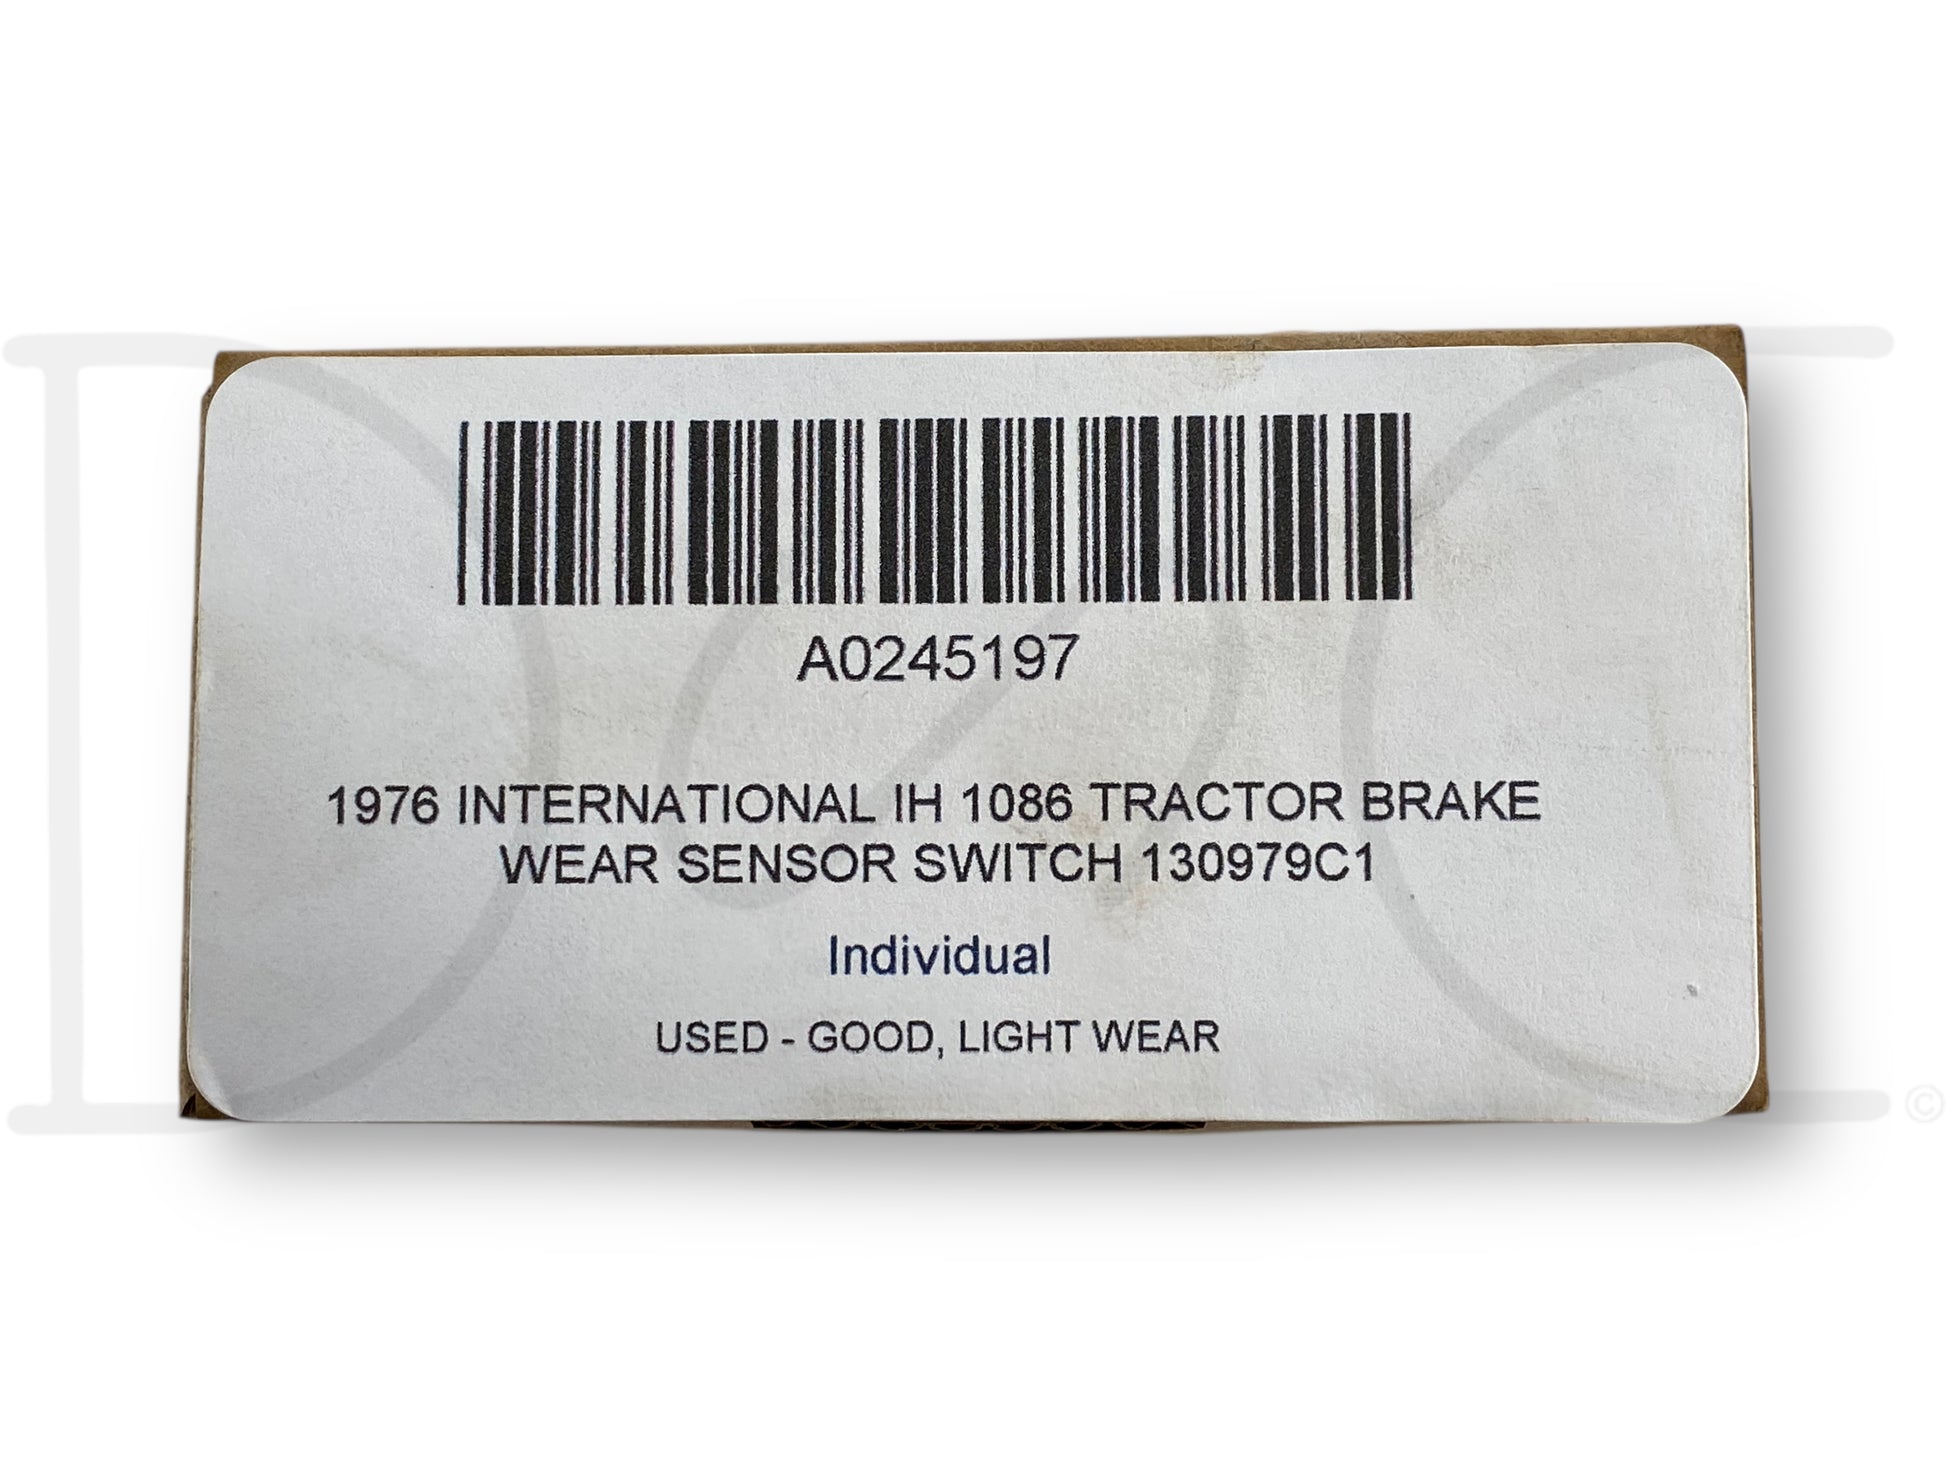 A0245197
1976 INTERNATIONAL IH 1086 TRACTOR BRAKE
WEAR SENSOR SWITCH 130979C1
Individual
USED - GOOD, LIGHT WEAR
©